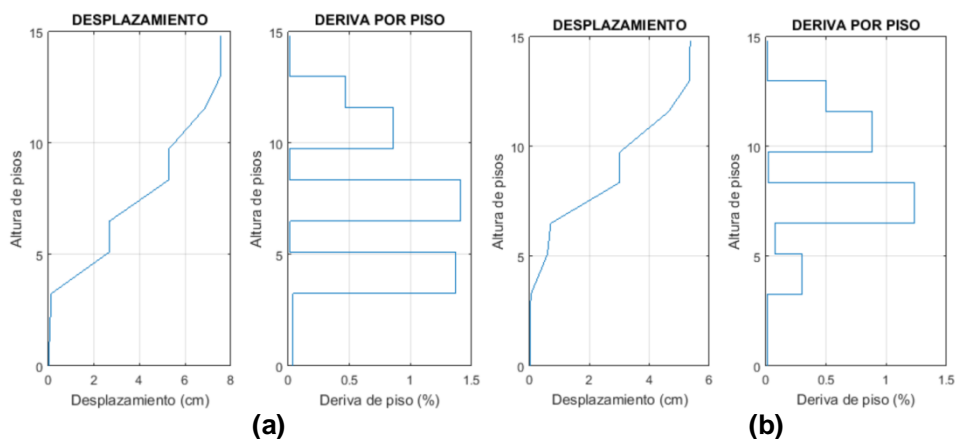 DESPLAZAMIENTO
Altura de pisos
15
10
5
0
0 2 4 6 8
Desplazamiento (cm)
DERIVA POR PISO
Altura de pisos
15
10
5
0
0 0.5 1 1.5
Deriva de piso (%)
(a)
DESPLAZAMIENTO
Altura de pisos
15
10
5
0
0 2 4 6
Desplazamiento (cm)
DERIVA POR PISO
Altura de pisos
15
10
5
0
0 0.5 1 1.5
Deriva de piso (%)
(b)